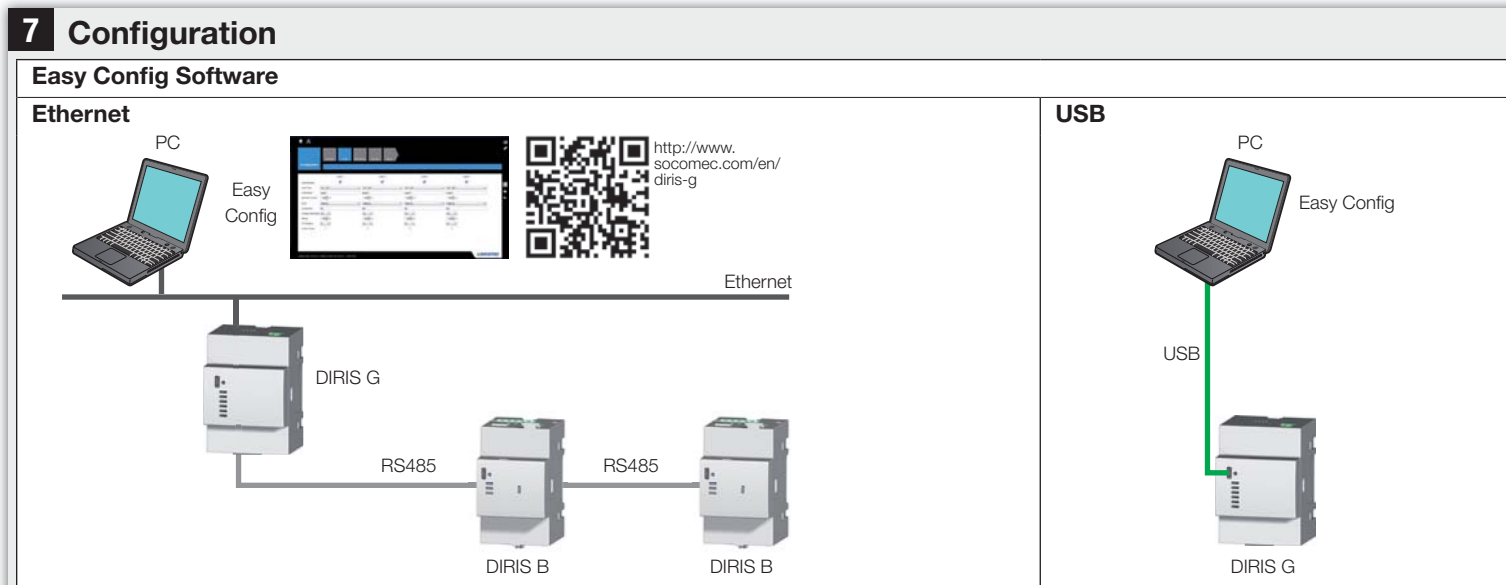 7 Configuration
Easy Config Software
Ethernet
PC
Easy
Config
http://www.
socomec.com/en/
diris-g
Ethernet
DIRIS G
RS485
RS485
DIRIS B
DIRIS B
USB
PC
Easy Config
USB
DIRIS G